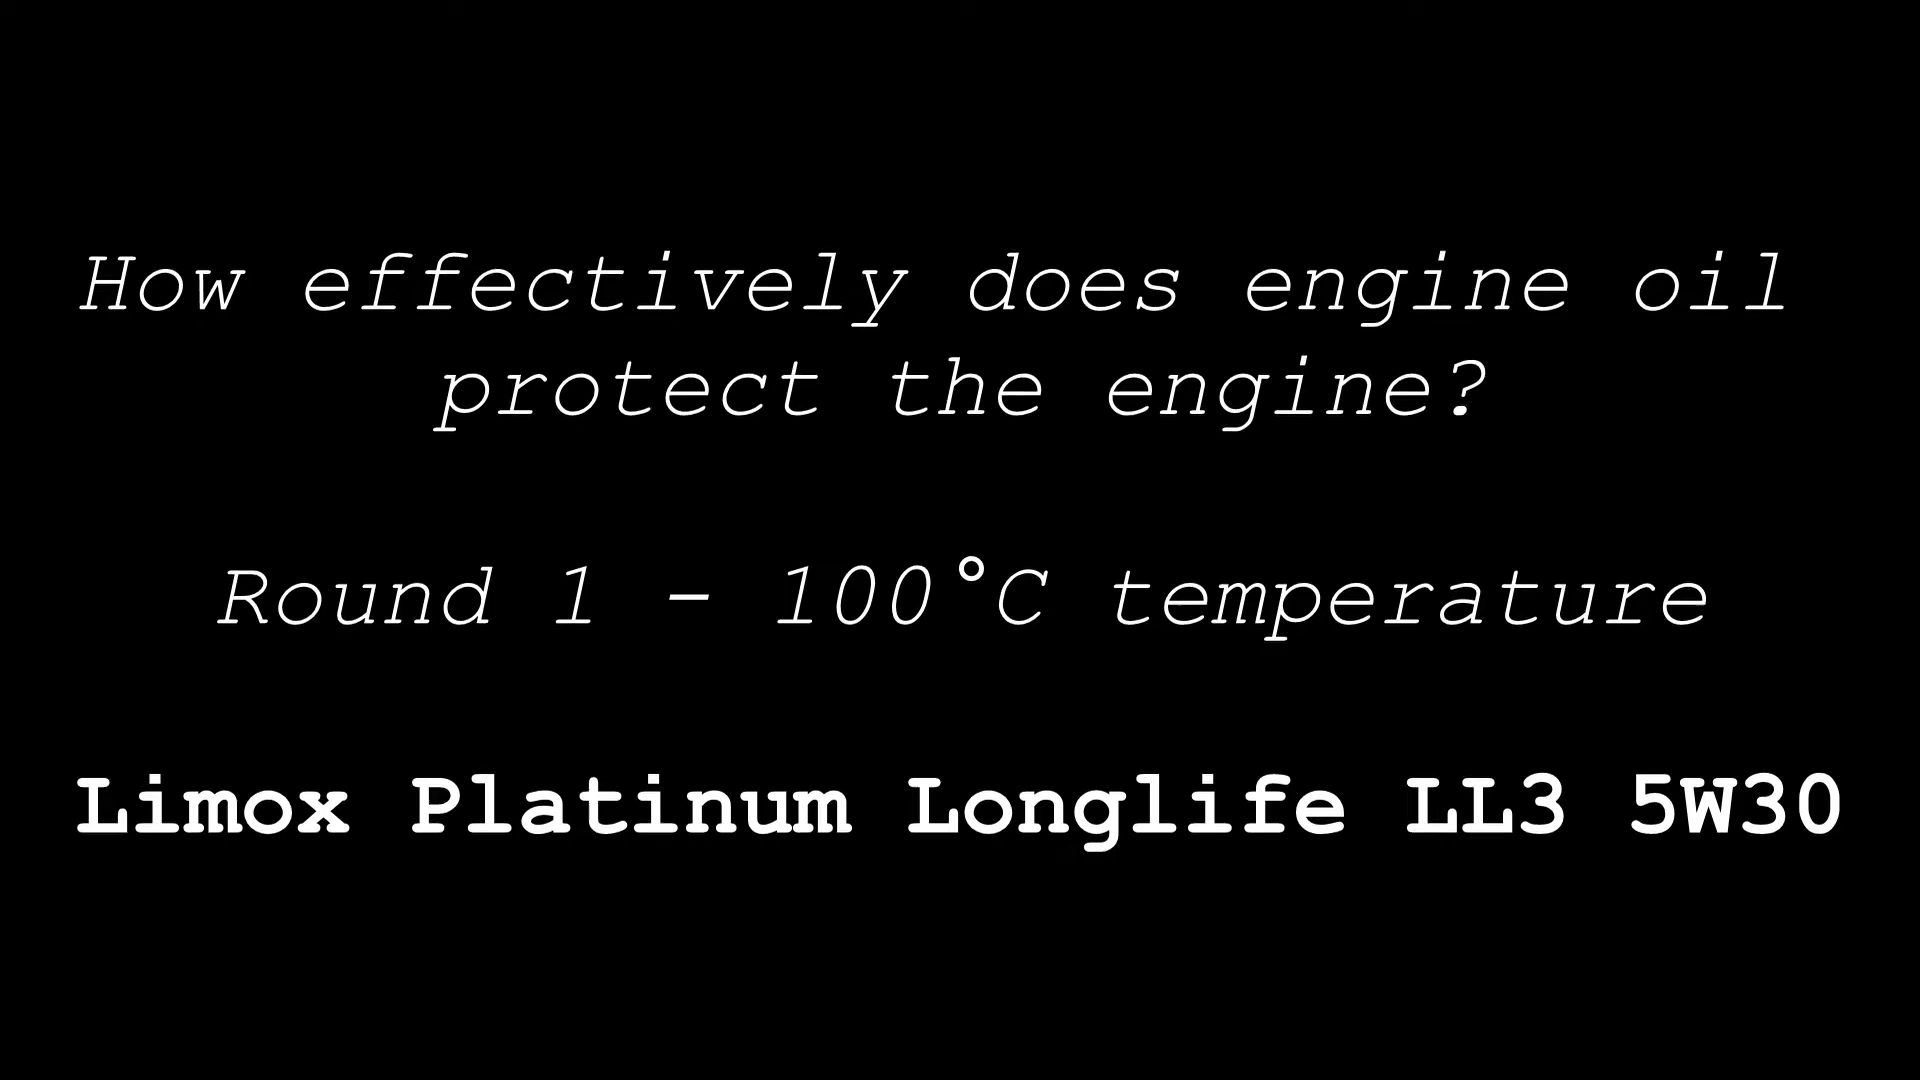 How effectively does engine oil
protect the engine?
Round 1 - 100°C temperature
Limox Platinum Longlife LL3 5W30